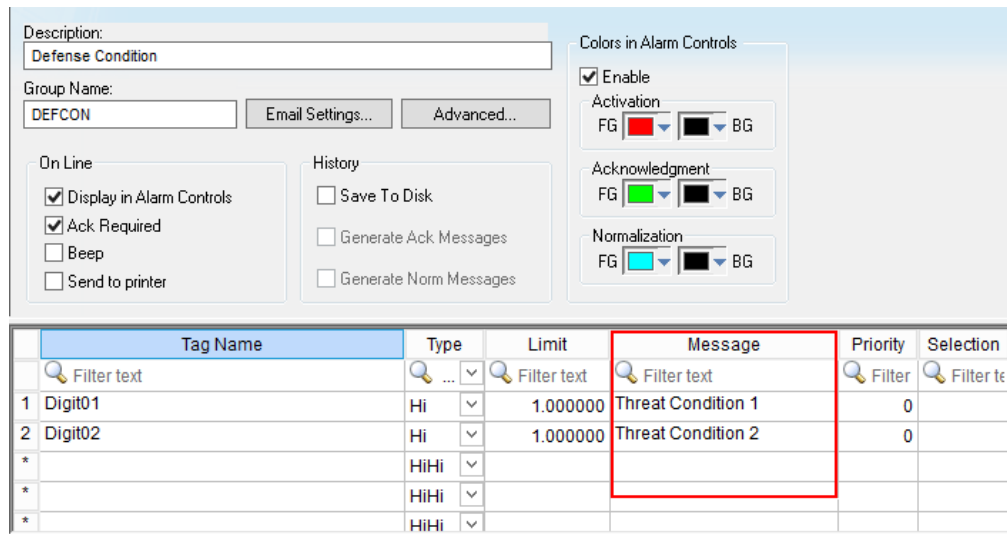 Description:
Defense Condition
Group Name:
DEFCON
Email Settings...
Advanced...
On Line
Display in Alarm Controls
Ack Required
Beep
Send to printer
History
Save To Disk
Generate Ack Messages
Generate Norm Messages
Colors in Alarm Controls
Enable
Activation
FG BG
Acknowledgment
FG BG
Normalization
FG BG
Tag Name Type Limit Message Priority Selection
Filter text ... Filter text Filter text Filter Filter te
1 Digit01 Hi 1.000000 Threat Condition 1 0
2 Digit02 Hi 1.000000 Threat Condition 2 0
* HiHi
* HiHi
* HiHi